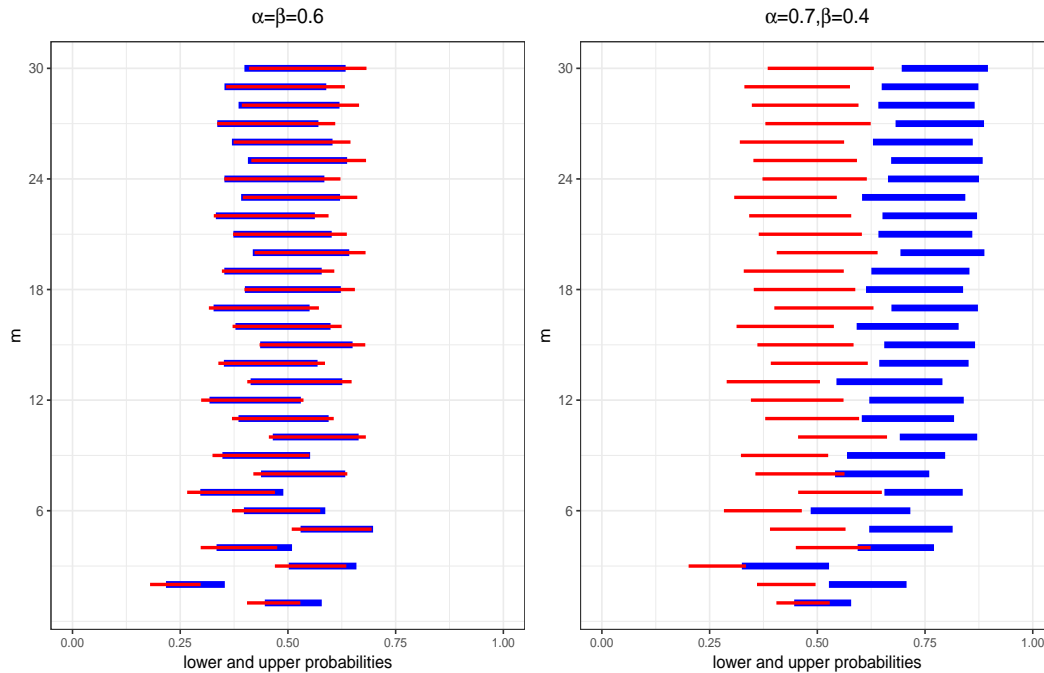 α=β=0.6
α=0.7,β=0.4
30
24
18
12
6
m
0.00 0.25 0.50 0.75 1.00
lower and upper probabilities
30
24
18
12
6
m
0.00 0.25 0.50 0.75 1.00
lower and upper probabilities